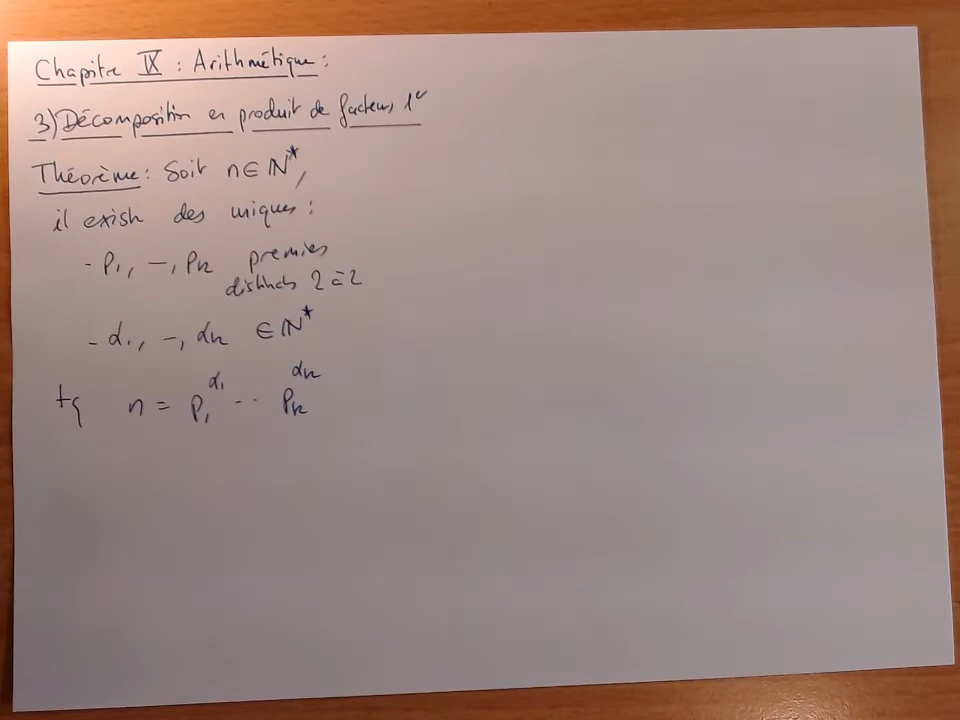 Chapitre IX : Arithmétique :
3) Décomposition en produit de facteurs 1er
Théorème : Soit n ∈ ℕ*,
il existe des uniques :
- p₁, —, pₖ premiers
distincts 2 à 2
- α₁, —, αₖ ∈ ℕ*
tq n = p₁^α₁ -- pₖ^αₖ